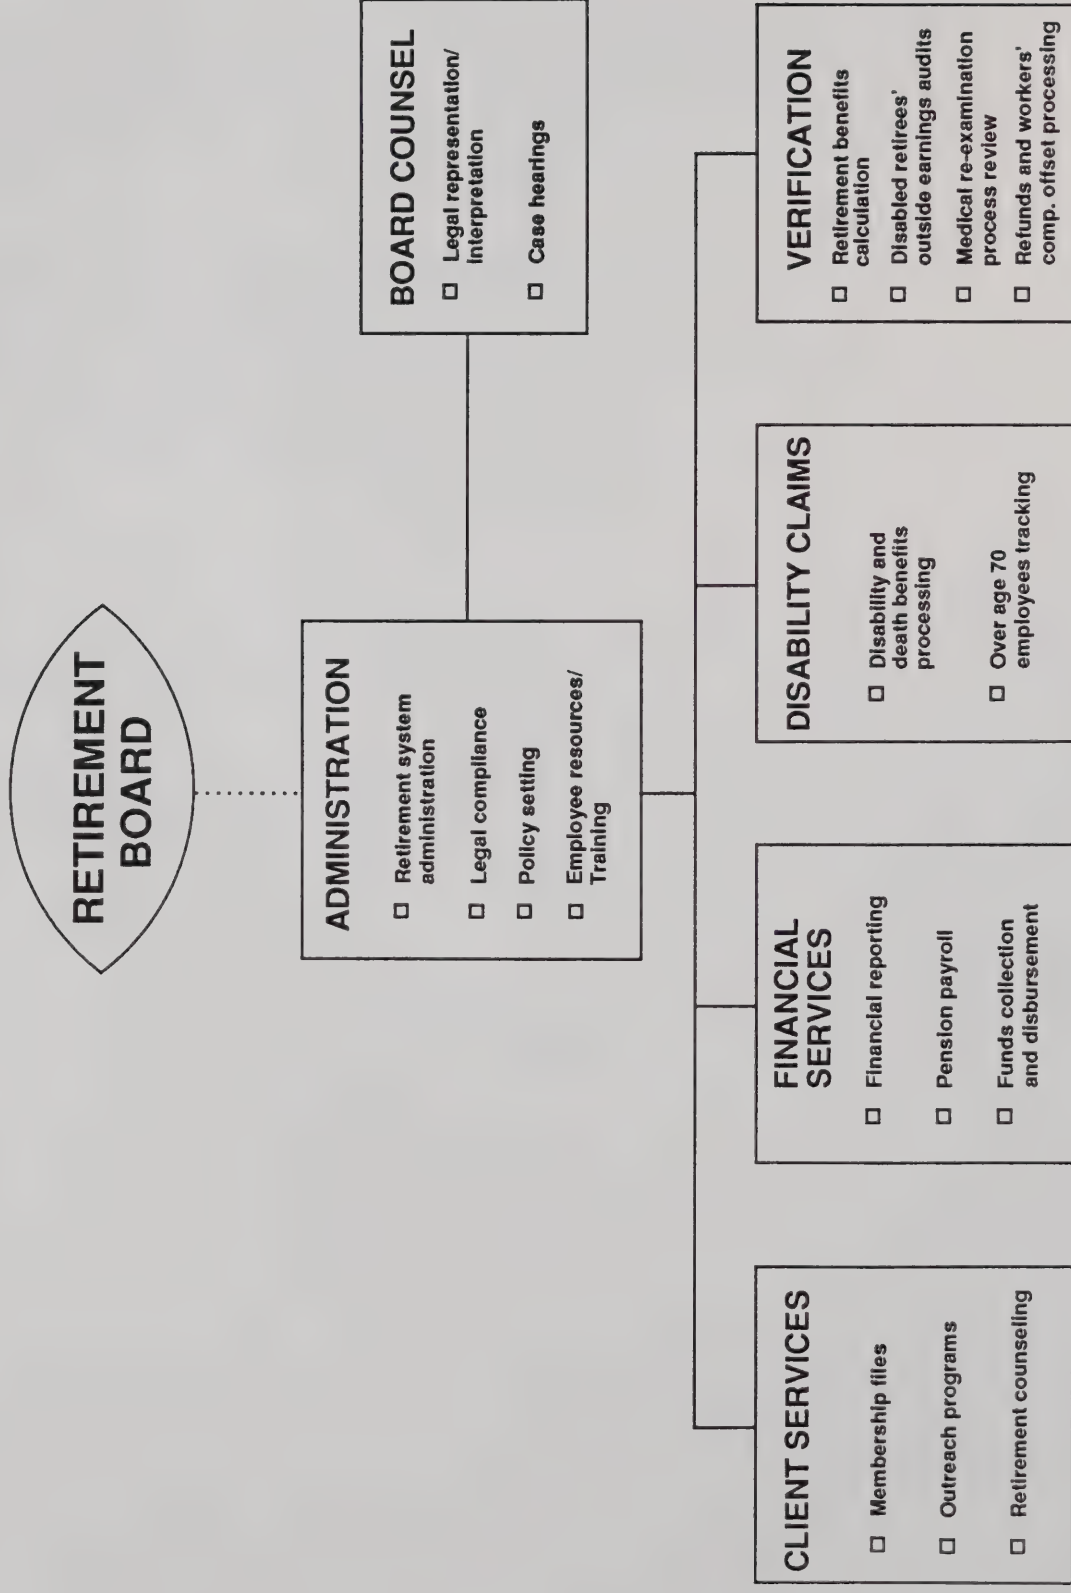 RETIREMENT
BOARD
ADMINISTRATION
☐ Retirement system
administration
☐ Legal compliance
☐ Policy setting
☐ Employee resources/
Training
BOARD COUNSEL
☐ Legal representation/
interpretation
☐ Case hearings
CLIENT SERVICES
☐ Membership files
☐ Outreach programs
☐ Retirement counseling
FINANCIAL
SERVICES
☐ Financial reporting
☐ Pension payroll
☐ Funds collection
and disbursement
DISABILITY CLAIMS
☐ Disability and
death benefits
processing
☐ Over age 70
employees tracking
VERIFICATION
☐ Retirement benefits
calculation
☐ Disabled retirees'
outside earnings audits
☐ Medical re-examination
process review
☐ Refunds and workers'
comp. offset processing